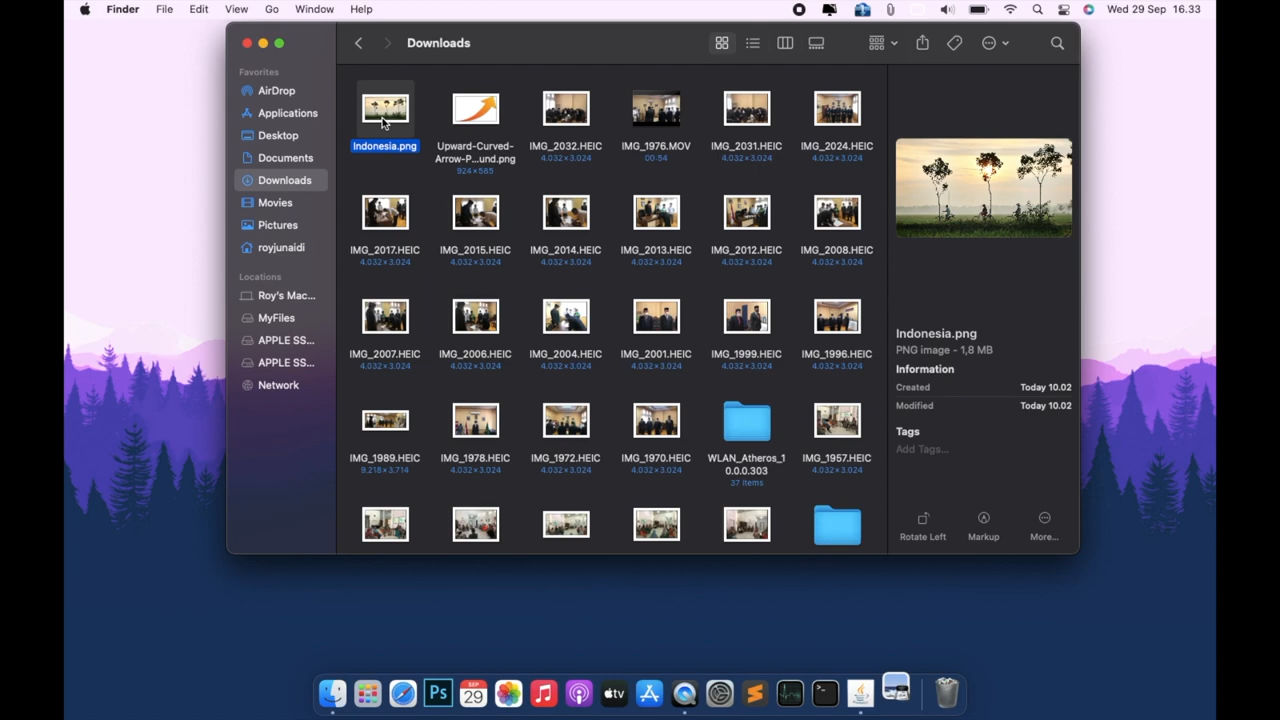 Finder File Edit View Go Window Help Wed 29 Sep 16.33
Downloads
Favorites
AirDrop
Applications
Desktop
Documents
Downloads
Movies
Pictures
royjunaidi
Locations
Roy's Mac...
MyFiles
APPLE SS...
APPLE SS...
Network
Indonesia.png
Upward-Curved-
Arrow-P...und.png
924×585
IMG_2032.HEIC
4.032×3.024
IMG_1976.MOV
00:54
IMG_2031.HEIC
4.032×3.024
IMG_2024.HEIC
4.032×3.024
IMG_2017.HEIC
4.032×3.024
IMG_2015.HEIC
4.032×3.024
IMG_2014.HEIC
4.032×3.024
IMG_2013.HEIC
4.032×3.024
IMG_2012.HEIC
4.032×3.024
IMG_2008.HEIC
4.032×3.024
IMG_2007.HEIC
4.032×3.024
IMG_2006.HEIC
4.032×3.024
IMG_2004.HEIC
4.032×3.024
IMG_2001.HEIC
4.032×3.024
IMG_1999.HEIC
4.032×3.024
IMG_1996.HEIC
4.032×3.024
IMG_1989.HEIC
9.218×3.714
IMG_1978.HEIC
4.032×3.024
IMG_1972.HEIC
4.032×3.024
IMG_1970.HEIC
4.032×3.024
WLAN_Atheros_1
0.0.0.303
37 items
IMG_1957.HEIC
4.032×3.024
Indonesia.png
PNG image - 1,8 MB
Information
Created Today 10.02
Modified Today 10.02
Tags
Add Tags...
Rotate Left Markup More...
Ps
SEP
29
tv